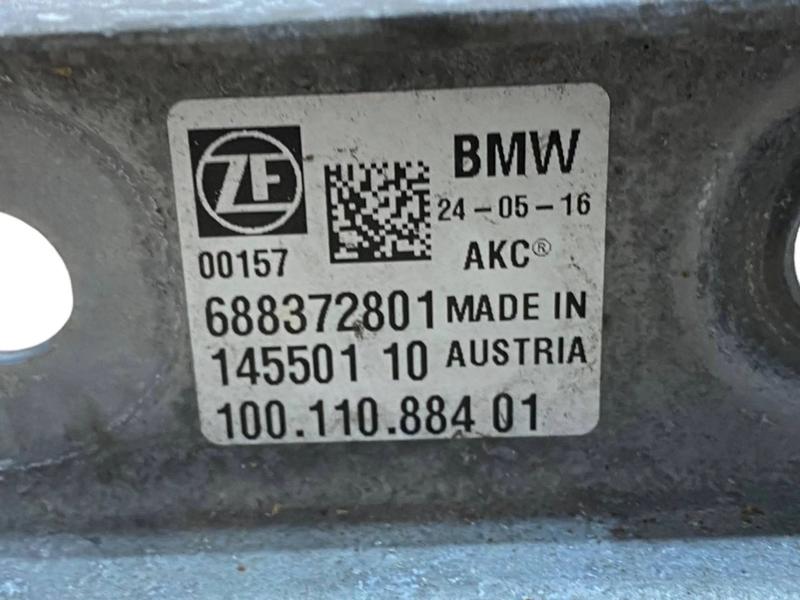 ZF
BMW
24-05-16
00157
AKC®
688372801 MADE IN
145501 10 AUSTRIA
100.110.884 01